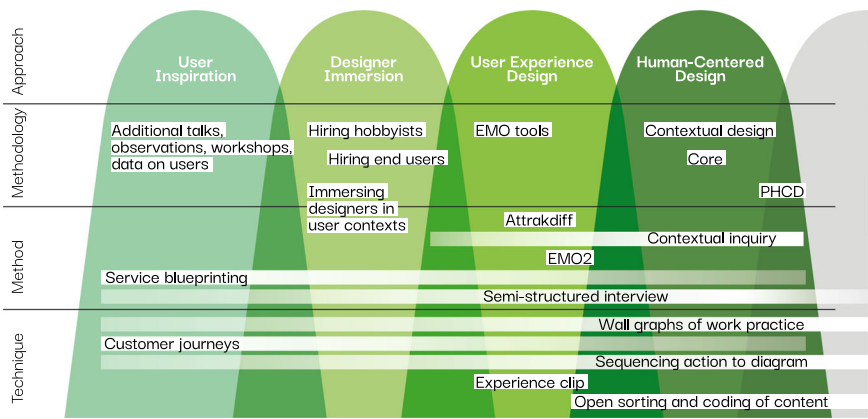 Approach
User
Inspiration
Designer
Immersion
User Experience
Design
Human-Centered
Design
Methodology
Additional talks,
observations, workshops,
data on users
Hiring hobbyists
Hiring end users
Immersing
designers in
user contexts
EMO tools
Contextual design
Core
PHCD
Method
Attrakdiff
Contextual inquiry
EMO2
Service blueprinting
Semi-structured interview
Technique
Wall graphs of work practice
Customer journeys
Sequencing action to diagram
Experience clip
Open sorting and coding of content